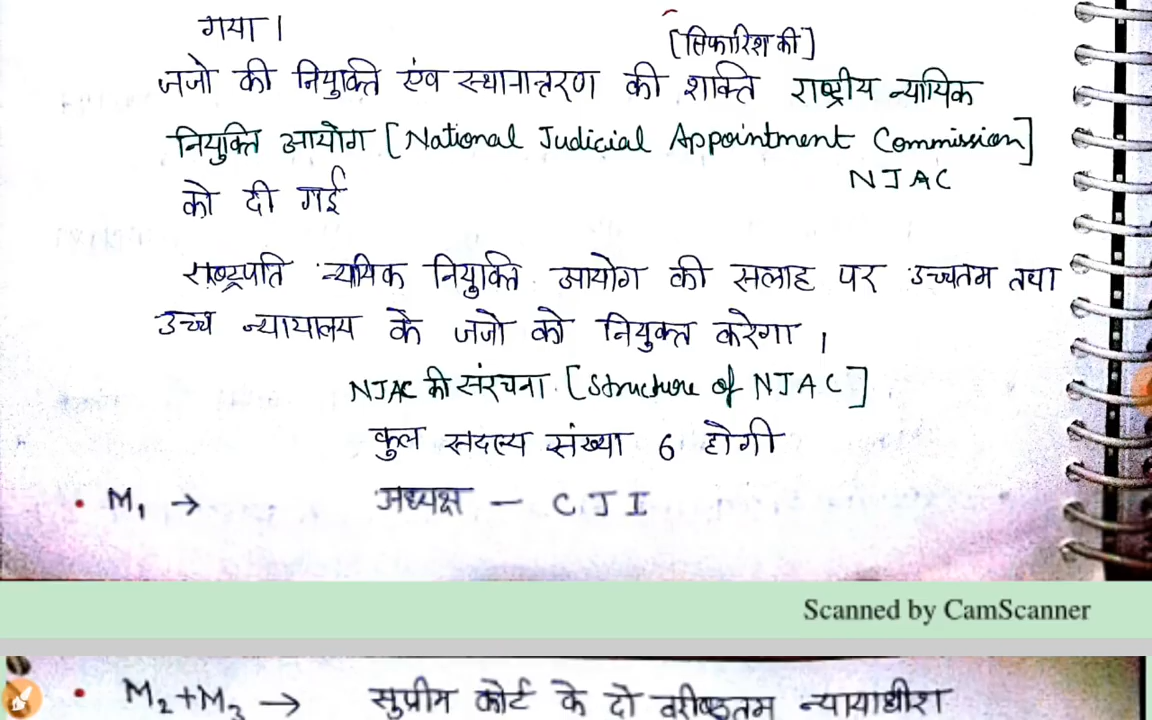 गया।
[सिफारिश की]
जजो की नियुक्ति एंव स्थानान्तरण की शक्ति राष्ट्रीय न्यायिक
नियुक्ति आयोग [National Judicial Appointment Commission]
NJAC
को दी गई
राष्ट्रपति न्यायिक नियुक्ति आयोग की सलाह पर उच्चतम तथा
उच्च न्यायालय के जजो को नियुक्त करेगा।
NJAC की संरचना [Structure of NJAC]
कुल सदस्य संख्या 6 होगी
• M₁ → अध्यक्ष – CJI
Scanned by CamScanner
• M₂+M₃ → सुप्रीम कोर्ट के दो वरीष्ठतम न्यायाधीश